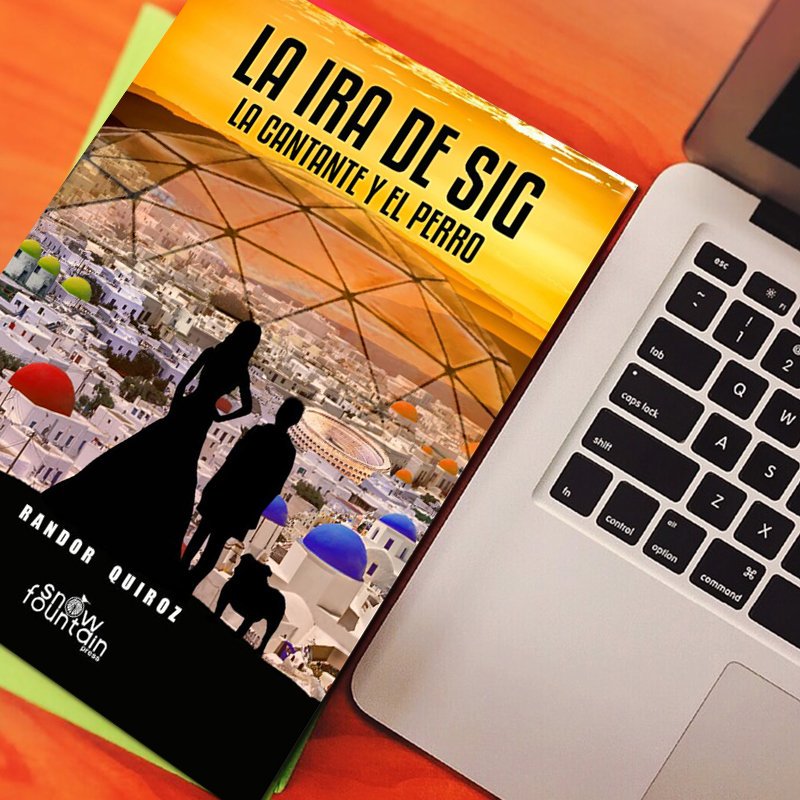 LA IRA DE SIG
LA CANTANTE Y EL PERRO
RANDOR QUIROZ
snow
fountain
press
esc
FN
~
!
1
2
tab
Q
W
caps lock
A
S
shift
Z
X
fn
control
alt
option
⌘
command